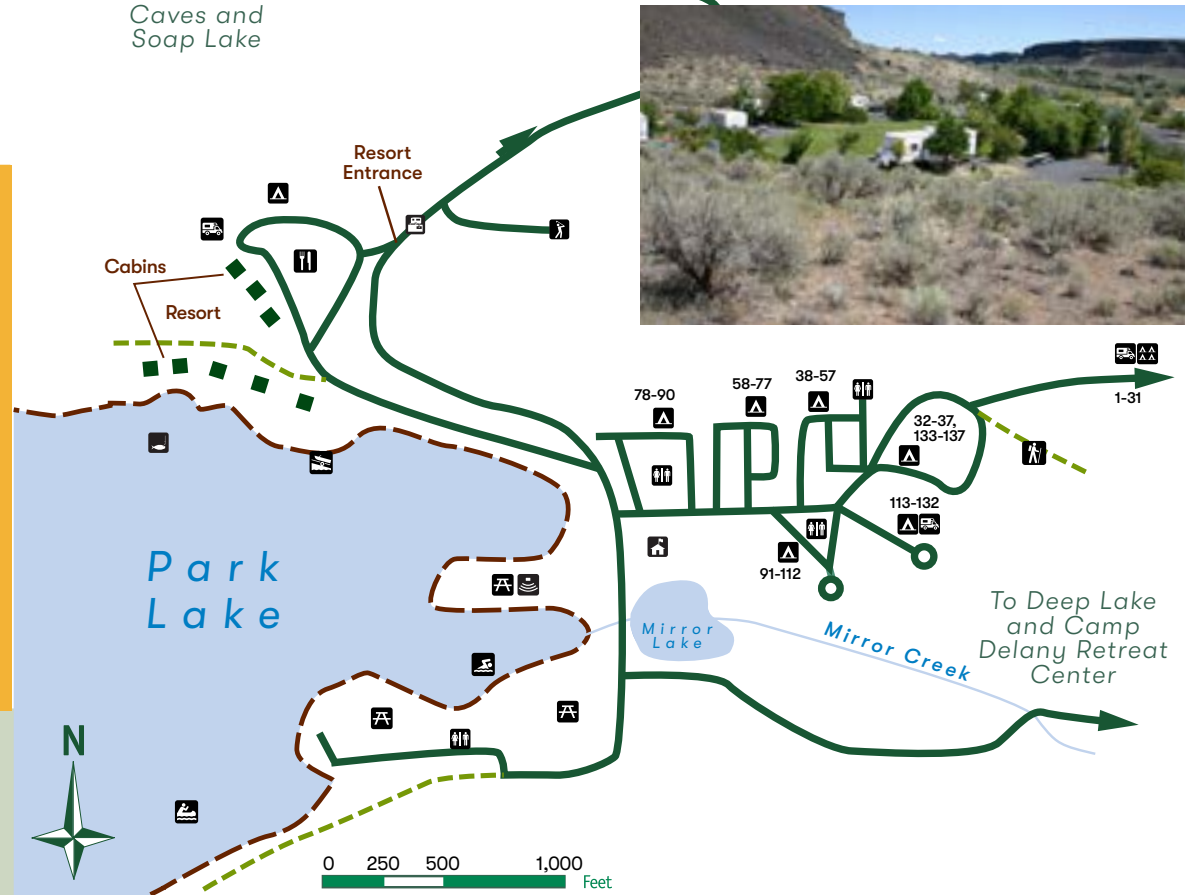 Caves and
Soap Lake
Resort
Entrance
Cabins
Resort
78-90
58-77
38-57
32-37,
133-137
1-31
113-132
91-112
Park
Lake
Mirror
Lake
Mirror Creek
To Deep Lake
and Camp
Delany Retreat
Center
N
0 250 500 1,000
Feet